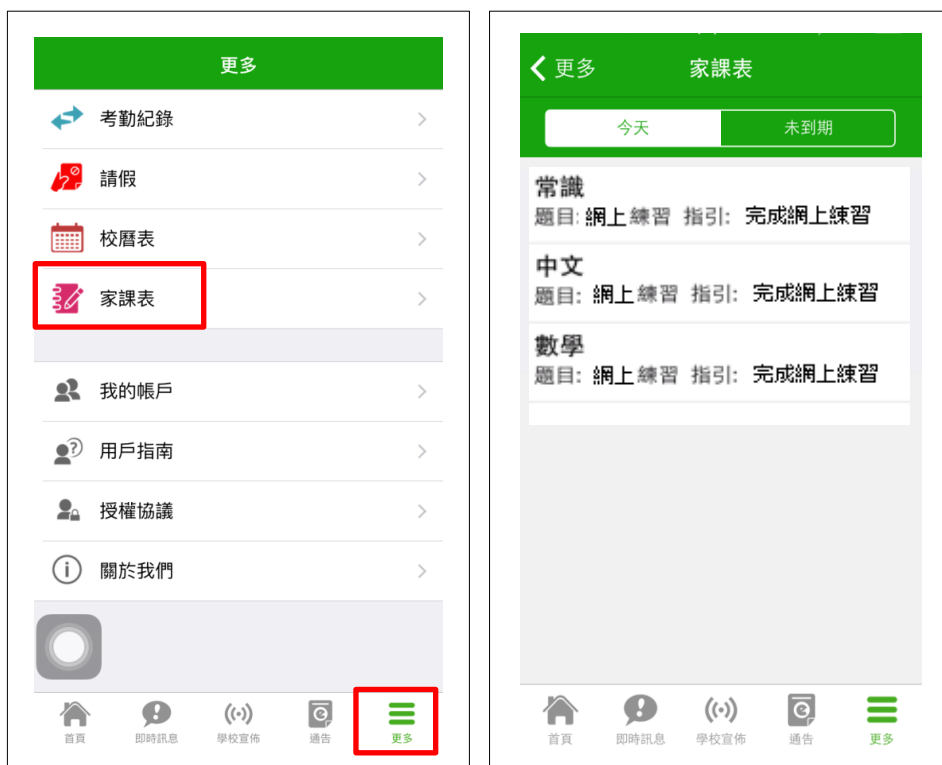 更多
考勤紀錄
請假
校曆表
家課表
我的帳戶
用戶指南
授權協議
關於我們
首頁 即時訊息 學校宣佈 通告 更多
更多 家課表
今天 未到期
常識
題目: 網上練習 指引: 完成網上練習
中文
題目: 網上練習 指引: 完成網上練習
數學
題目: 網上練習 指引: 完成網上練習
首頁 即時訊息 學校宣佈 通告 更多